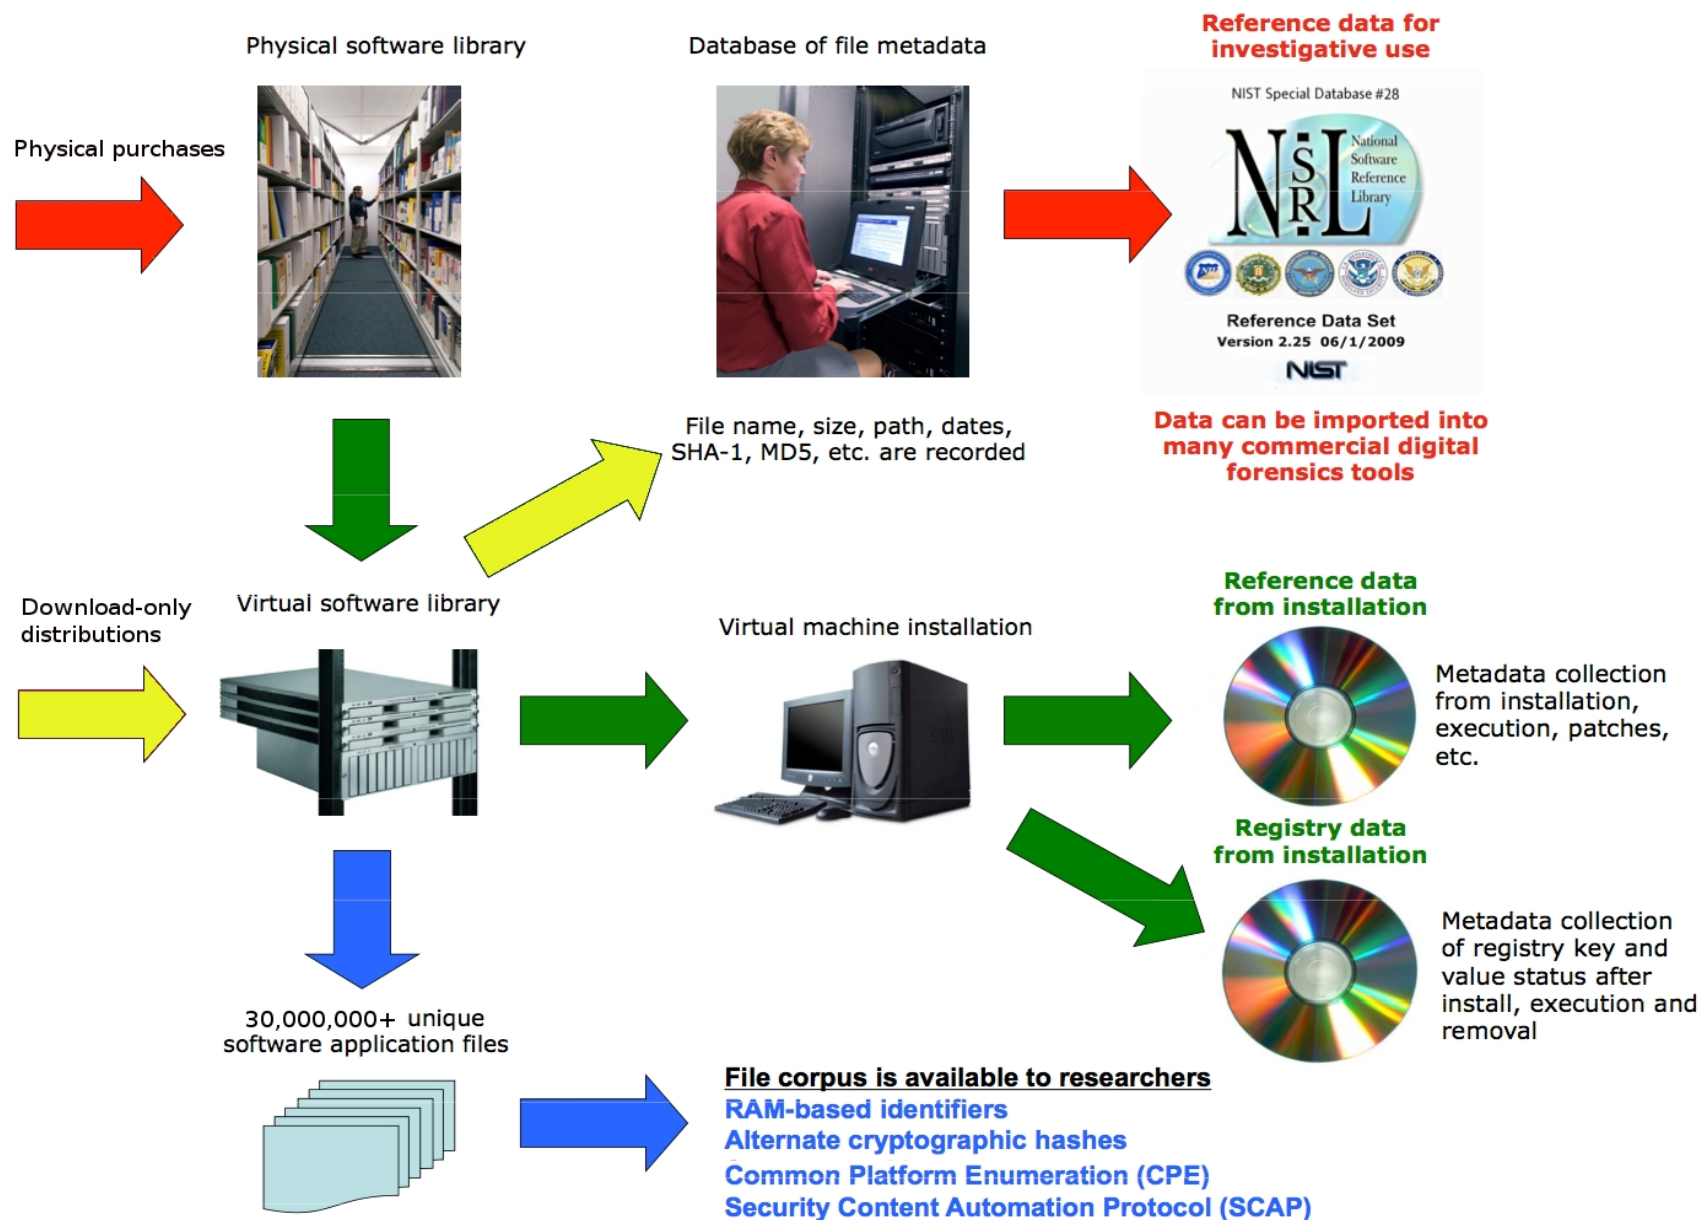 Physical software library
Database of file metadata
Reference data for
investigative use
NIST Special Database #28
Physical purchases
NSRL
National
Software
Reference
Library
Reference Data Set
Version 2.25 06/1/2009
NIST
File name, size, path, dates,
SHA-1, MD5, etc. are recorded
Data can be imported into
many commercial digital
forensics tools
Download-only
distributions
Virtual software library
Virtual machine installation
Reference data
from installation
Metadata collection
from installation,
execution, patches,
etc.
Registry data
from installation
Metadata collection
of registry key and
value status after
install, execution and
removal
30,000,000+ unique
software application files
File corpus is available to researchers
RAM-based identifiers
Alternate cryptographic hashes
Common Platform Enumeration (CPE)
Security Content Automation Protocol (SCAP)